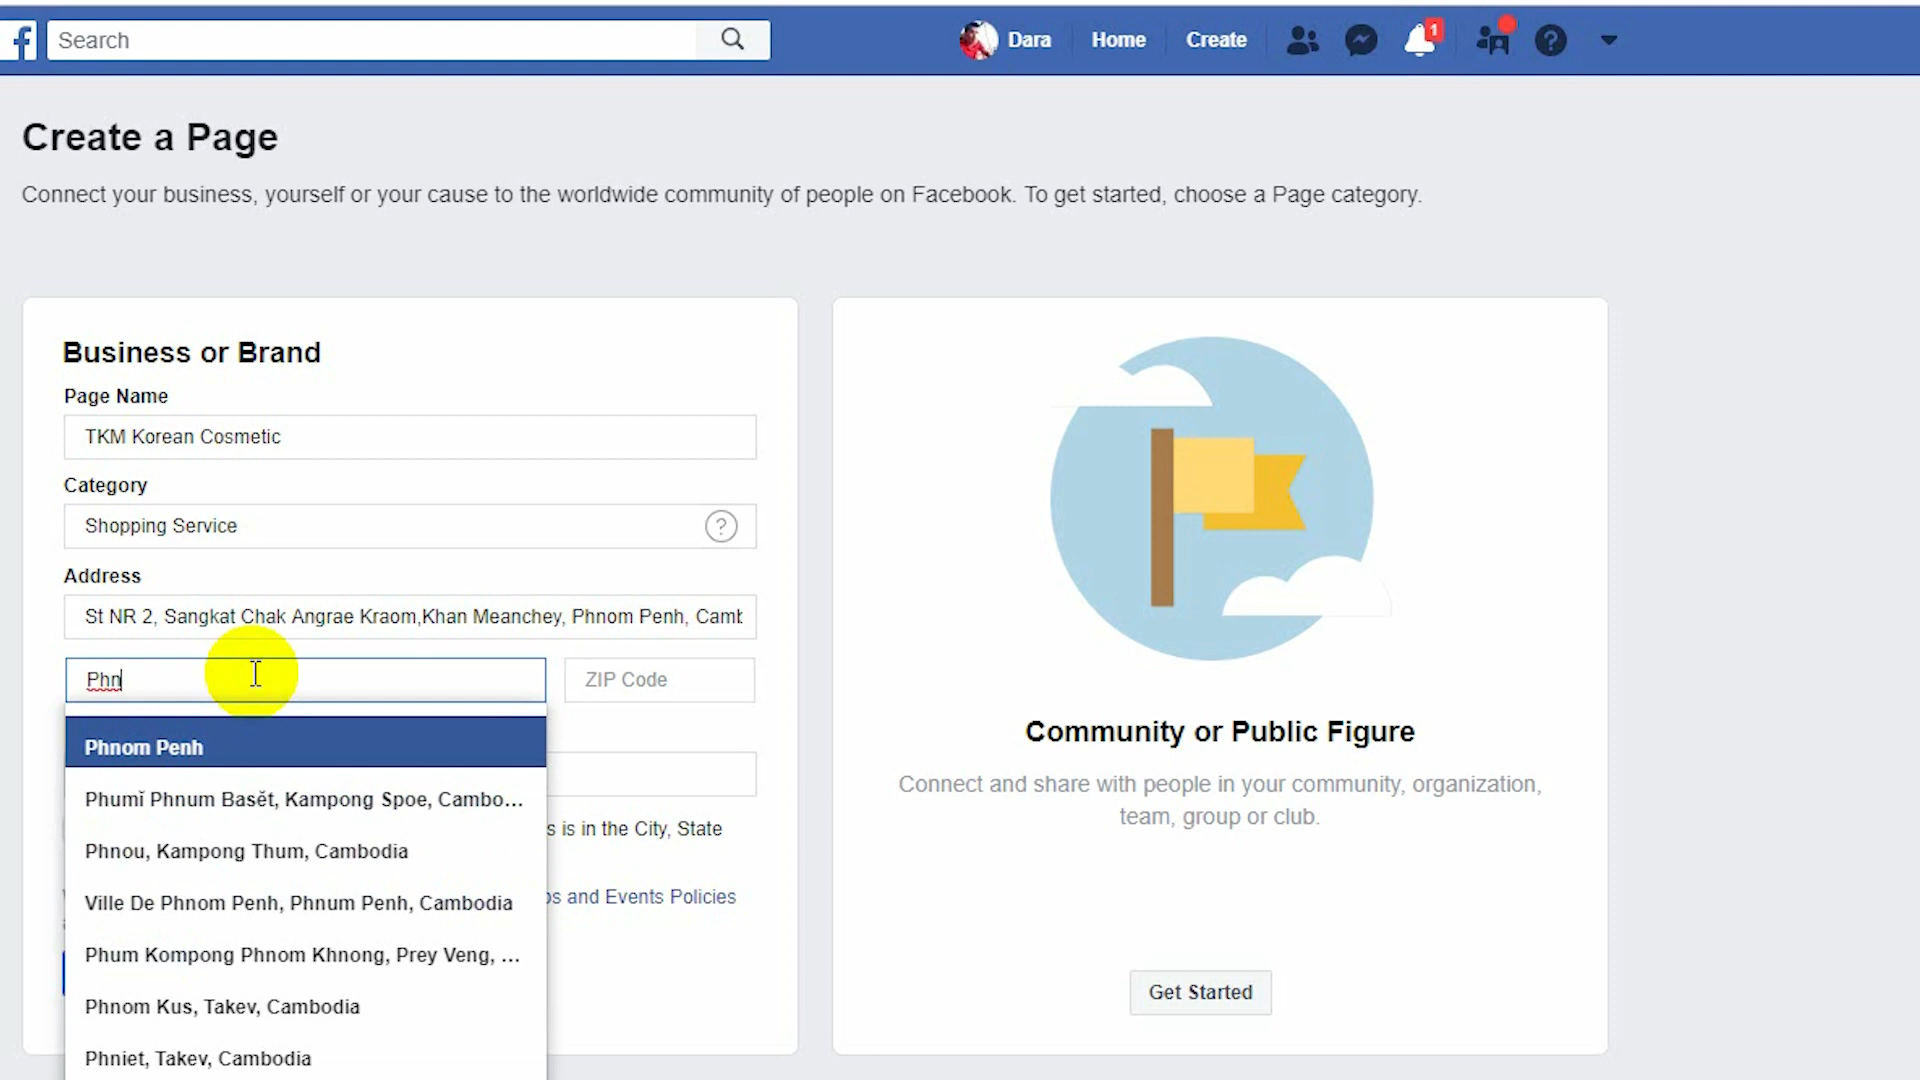 Search
Dara Home Create 1
Create a Page
Connect your business, yourself or your cause to the worldwide community of people on Facebook. To get started, choose a Page category.
Business or Brand
Page Name
TKM Korean Cosmetic
Category
Shopping Service
Address
St NR 2, Sangkat Chak Angrae Kraom,Khan Meanchey, Phnom Penh, Camb
Phn
ZIP Code
Phnom Penh
Phumĭ Phnum Basĕt, Kampong Spoe, Cambo...
s is in the City, State
Phnou, Kampong Thum, Cambodia
Ville De Phnom Penh, Phnum Penh, Cambodia
and Events Policies
Phum Kompong Phnom Khnong, Prey Veng, ...
Phnom Kus, Takev, Cambodia
Phniet, Takev, Cambodia
Community or Public Figure
Connect and share with people in your community, organization,
team, group or club.
Get Started